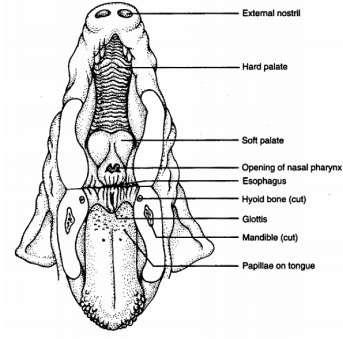 External nostril
Hard palate
Soft palate
Opening of nasal pharynx
Esophagus
Hyoid bone (cut)
Glottis
Mandible (cut)
Papillae on tongue